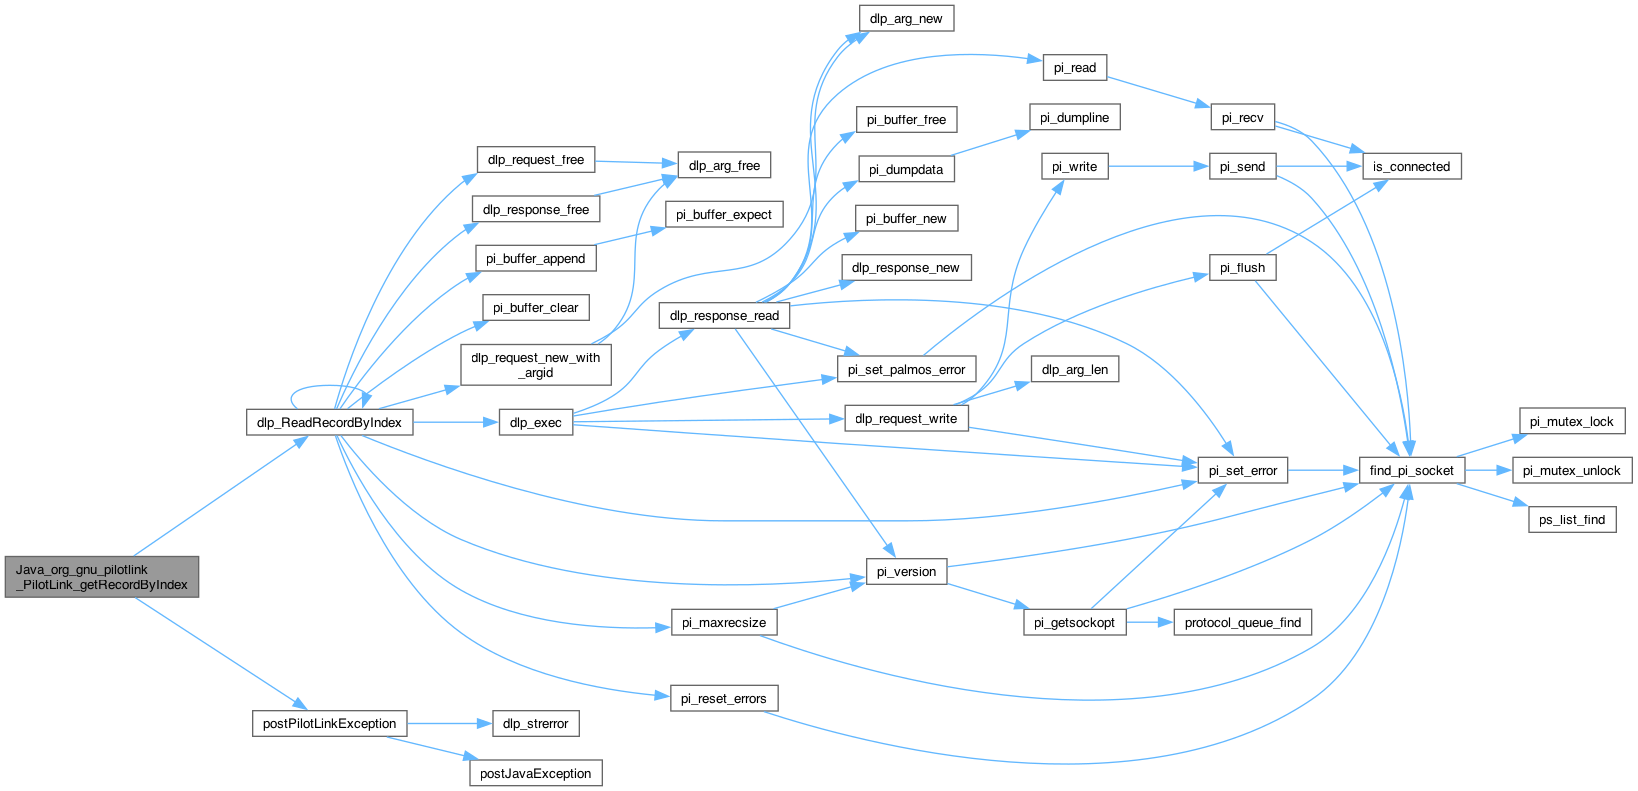 Java_org_gnu_pilotlink
_PilotLink_getRecordByIndex
dlp_ReadRecordByIndex
postPilotLinkException
dlp_request_free
dlp_response_free
pi_buffer_append
pi_buffer_clear
dlp_request_new_with
_argid
dlp_exec
dlp_strerror
postJavaException
dlp_arg_free
pi_buffer_expect
dlp_response_read
pi_maxrecsize
pi_reset_errors
dlp_arg_new
pi_buffer_free
pi_dumpdata
pi_buffer_new
dlp_response_new
pi_set_palmos_error
dlp_request_write
pi_version
pi_read
pi_dumpline
pi_write
dlp_arg_len
pi_getsockopt
pi_recv
pi_send
pi_flush
pi_set_error
protocol_queue_find
is_connected
find_pi_socket
pi_mutex_lock
pi_mutex_unlock
ps_list_find